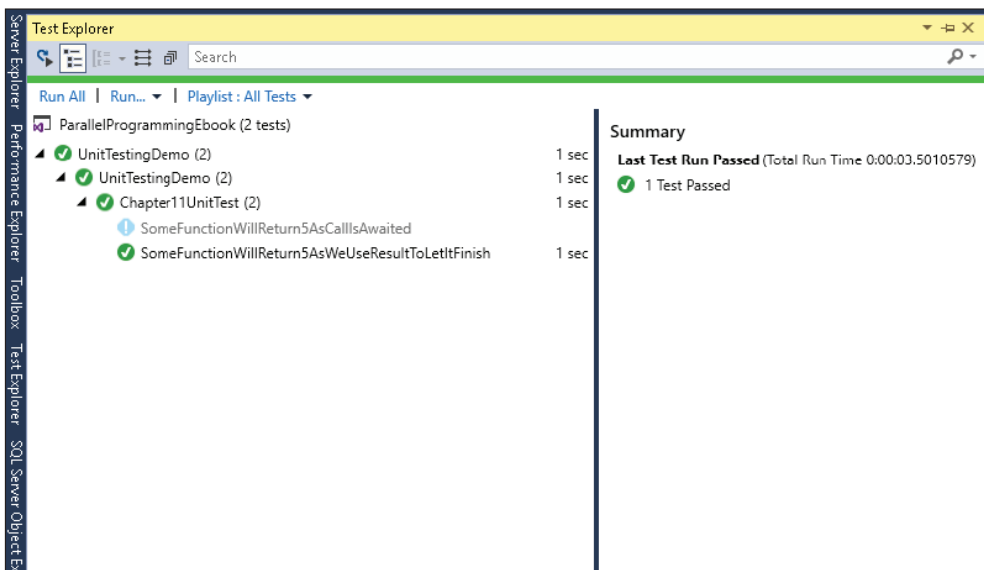 Test Explorer
Search
Run All | Run... | Playlist : All Tests
ParallelProgrammingEbook (2 tests)
UnitTestingDemo (2) 1 sec
UnitTestingDemo (2) 1 sec
Chapter11UnitTest (2) 1 sec
SomeFunctionWillReturn5AsCallIsAwaited
SomeFunctionWillReturn5AsWeUseResultToLetItFinish 1 sec
Summary
Last Test Run Passed (Total Run Time 0:00:03.5010579)
1 Test Passed
Server Explorer
Performance Explorer
Toolbox
Test Explorer
SQL Server Object Ex